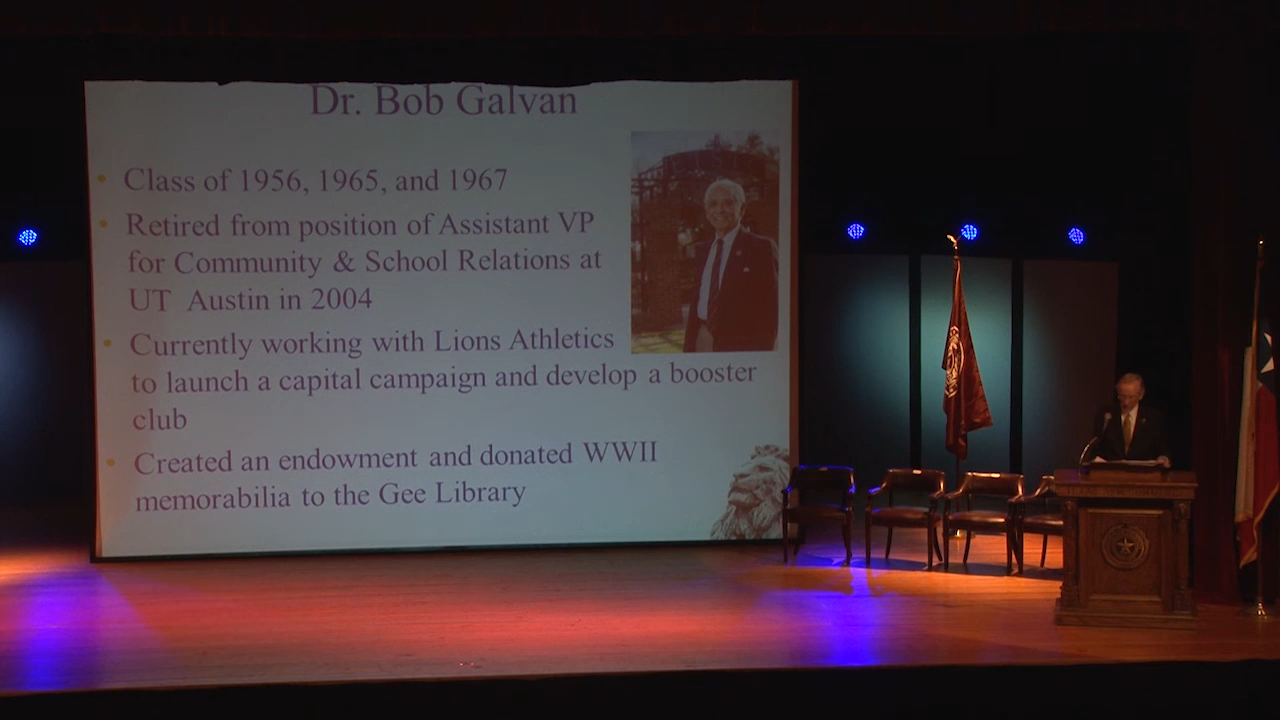 Dr. Bob Galvan
• Class of 1956, 1965, and 1967
• Retired from position of Assistant VP
for Community & School Relations at
UT Austin in 2004
• Currently working with Lions Athletics
to launch a capital campaign and develop a booster
club
• Created an endowment and donated WWII
memorabilia to the Gee Library